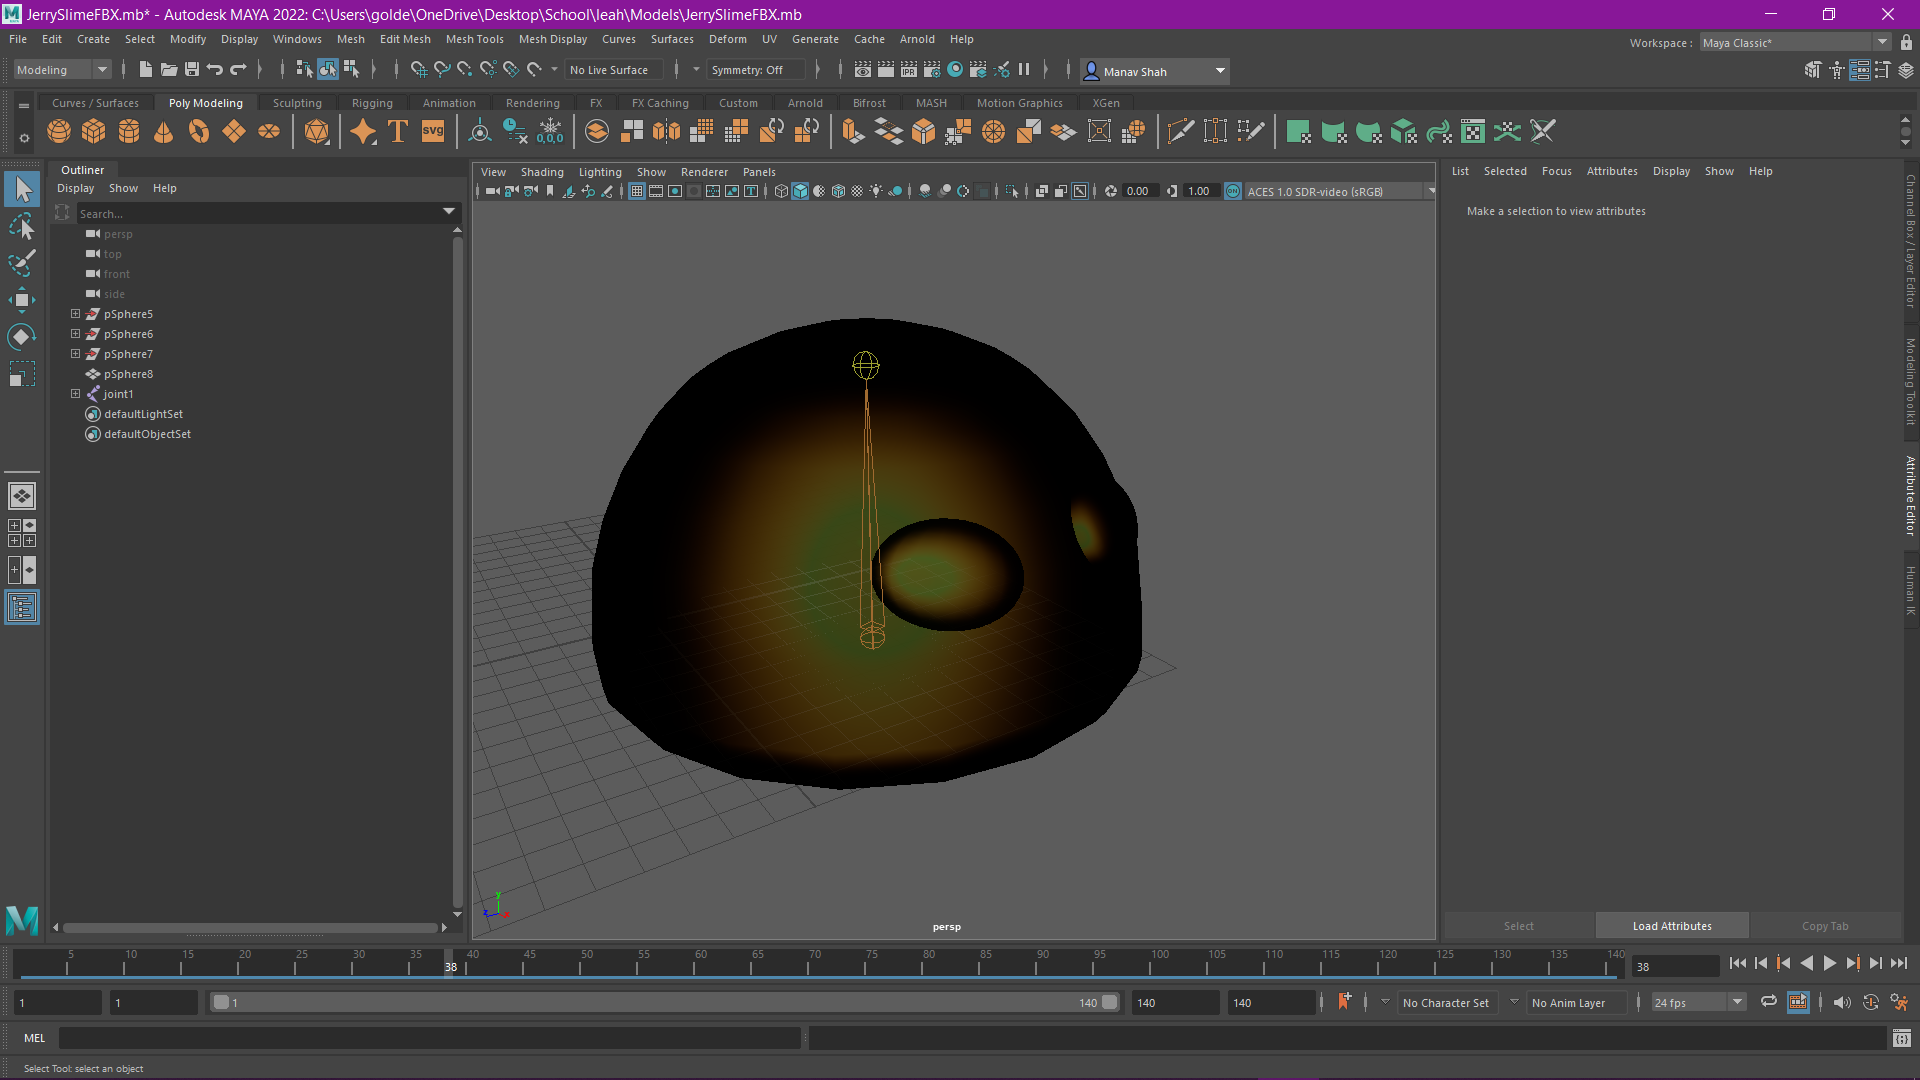 JerrySlimeFBX.mb* - Autodesk MAYA 2022: C:\Users\golde\OneDrive\Desktop\School\leah\Models\JerrySlimeFBX.mb
File Edit Create Select Modify Display Windows Mesh Edit Mesh Mesh Tools Mesh Display Curves Surfaces Deform UV Generate Cache Arnold Help
Workspace : Maya Classic*
Modeling No Live Surface Symmetry: Off IPR Manav Shah
Curves / Surfaces Poly Modeling Sculpting Rigging Animation Rendering FX FX Caching Custom Arnold Bifrost MASH Motion Graphics XGen
T SVG 0,0,0
Outliner
Display Show Help
Search...
persp
top
front
side
pSphere5
pSphere6
pSphere7
pSphere8
joint1
defaultLightSet
defaultObjectSet
View Shading Lighting Show Renderer Panels
0.00 1.00 ON ACES 1.0 SDR-video (sRGB)
y
z x
persp
List Selected Focus Attributes Display Show Help
Make a selection to view attributes
Select Load Attributes Copy Tab
Channel Box / Layer Editor
Modeling Toolkit
Attribute Editor
Human IK
M
5 10 15 20 25 30 35 38 40 45 50 55 60 65 70 75 80 85 90 95 100 105 110 115 120 125 130 135 140
38
1 1 1 140 140 140 No Character Set No Anim Layer 24 fps
MEL
Select Tool: select an object